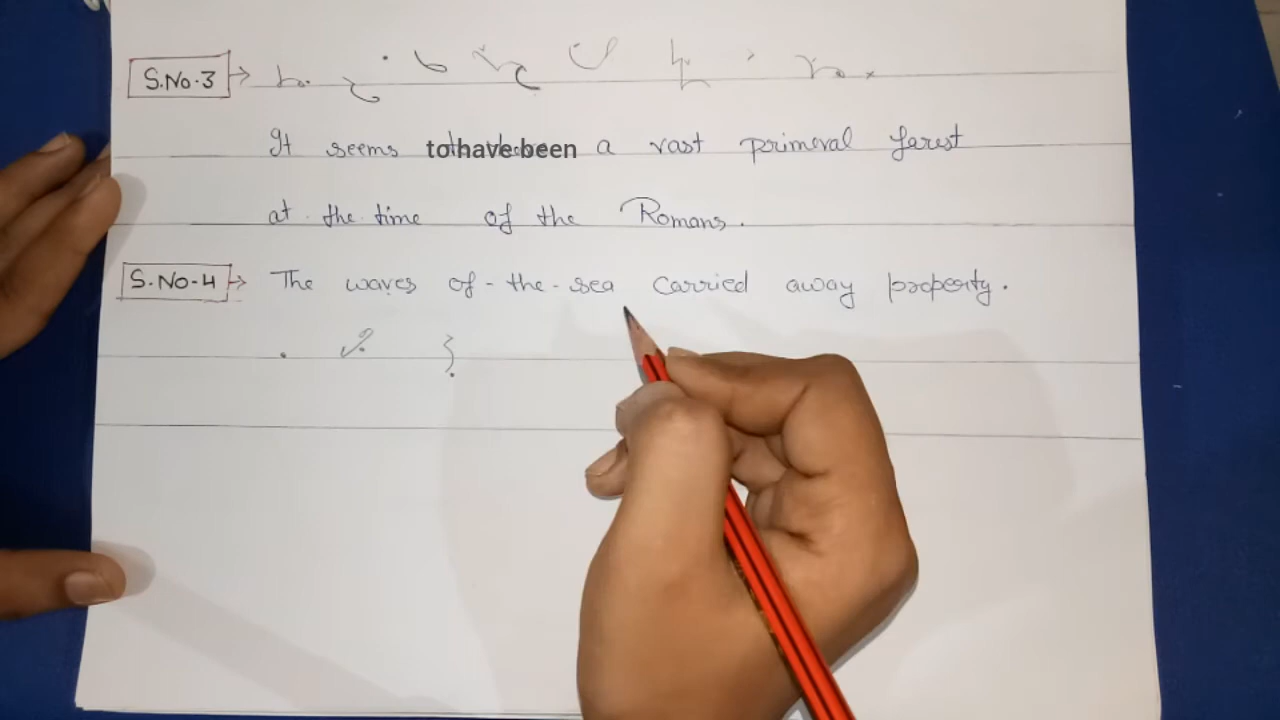 S.No.3
It seems to have been a vast primeval forest
at the time of the Romans.
S.No-4 The waves of-the-sea carried away property.